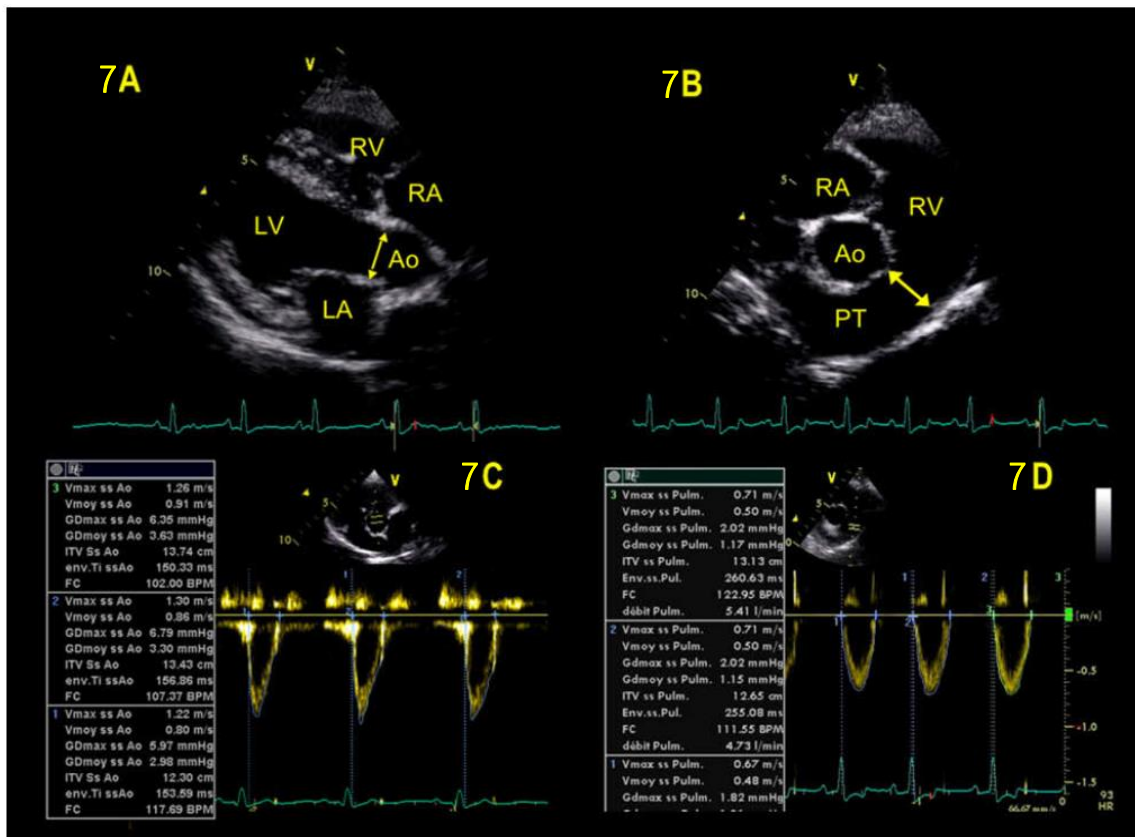 7A
V
5
10
RV
RA
LV
Ao
LA
7B
V
5
10
RA
RV
Ao
PT
7C
V
5
10
3 Vmax ss Ao 1.26 m/s
Vmoy ss Ao 0.91 m/s
GDmax ss Ao 6.35 mmHg
GDmoy ss Ao 3.63 mmHg
ITV Ss Ao 13.74 cm
env.Ti ssAo 150.33 ms
FC 102.00 BPM
2 Vmax ss Ao 1.30 m/s
Vmoy ss Ao 0.86 m/s
GDmax ss Ao 6.79 mmHg
GDmoy ss Ao 3.30 mmHg
ITV Ss Ao 13.43 cm
env.Ti ssAo 156.86 ms
FC 107.37 BPM
1 Vmax ss Ao 1.22 m/s
Vmoy ss Ao 0.80 m/s
GDmax ss Ao 5.97 mmHg
GDmoy ss Ao 2.98 mmHg
ITV Ss Ao 12.30 cm
env.Ti ssAo 153.59 ms
FC 117.69 BPM
1 2
7D
V
5
3 Vmax ss Pulm. 0.71 m/s
Vmoy ss Pulm. 0.50 m/s
Gdmax ss Pulm. 2.02 mmHg
Gdmoy ss Pulm. 1.17 mmHg
ITV ss Pulm. 13.13 cm
Env.ss.Pul. 260.63 ms
FC 122.95 BPM
débit Pulm. 5.41 l/min
2 Vmax ss Pulm. 0.71 m/s
Vmoy ss Pulm. 0.50 m/s
Gdmax ss Pulm. 2.02 mmHg
Gdmoy ss Pulm. 1.15 mmHg
ITV ss Pulm. 12.65 cm
Env.ss.Pul. 255.08 ms
FC 111.55 BPM
débit Pulm. 4.73 l/min
1 Vmax ss Pulm. 0.67 m/s
Vmoy ss Pulm. 0.48 m/s
Gdmax ss Pulm. 1.82 mmHg
1 2 3
[m/s]
-0.5
-1.0
-1.5
66.67 mm/s
0
93
HR